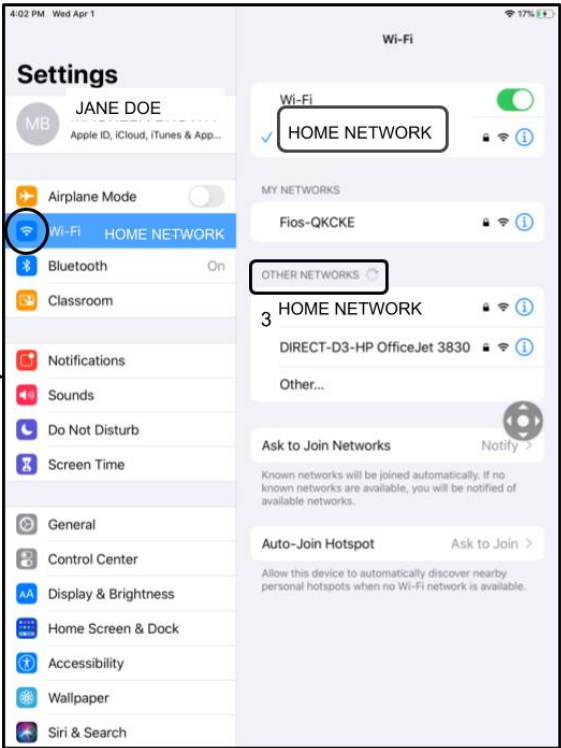 4:02 PM Wed Apr 1
17%
Settings
MB
JANE DOE
Apple ID, iCloud, iTunes & App...
Airplane Mode
Wi-Fi HOME NETWORK
Bluetooth On
Classroom
Notifications
Sounds
Do Not Disturb
Screen Time
General
Control Center
AA Display & Brightness
Home Screen & Dock
Accessibility
Wallpaper
Siri & Search
Wi-Fi
Wi-Fi
HOME NETWORK
MY NETWORKS
Fios-QKCKE
OTHER NETWORKS
3 HOME NETWORK
DIRECT-D3-HP OfficeJet 3830
Other...
Ask to Join Networks Notify >
Known networks will be joined automatically. If no
known networks are available, you will be notified of
available networks.
Auto-Join Hotspot Ask to Join >
Allow this device to automatically discover nearby
personal hotspots when no Wi-Fi network is available.